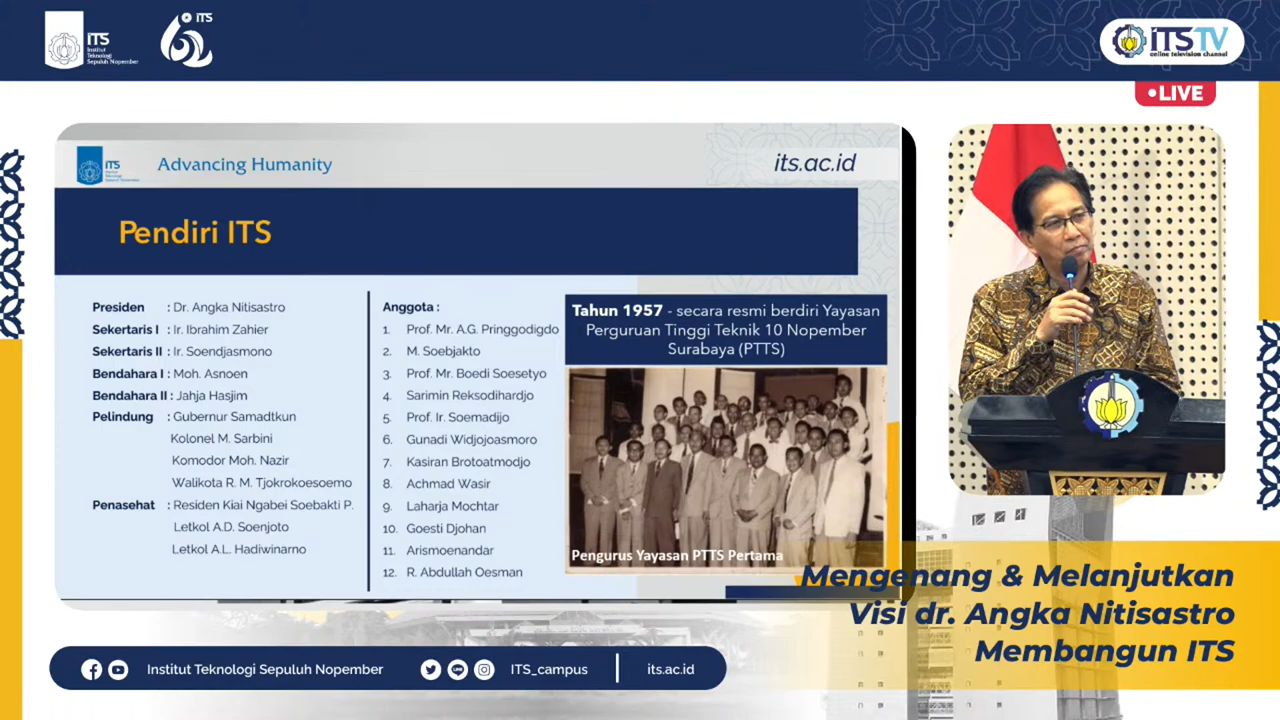 ITS
Institut
Teknologi
Sepuluh Nopember
ITS
iTSTV
online television channel
LIVE
ITS
Institut
Teknologi
Sepuluh Nopember
Advancing Humanity
its.ac.id
Pendiri ITS
Presiden : Dr. Angka Nitisastro
Sekertaris I : Ir. Ibrahim Zahier
Sekertaris II : Ir. Soendjasmono
Bendahara I : Moh. Asnoen
Bendahara II : Jahja Hasjim
Pelindung : Gubernur Samadtkun
Kolonel M. Sarbini
Komodor Moh. Nazir
Walikota R. M. Tjokrokoesoemo
Penasehat : Residen Kiai Ngabei Soebakti P.
Letkol A.D. Soenjoto
Letkol A.L. Hadiwinarno
Anggota :
1. Prof. Mr. A.G. Pringgodigdo
2. M. Soebjakto
3. Prof. Mr. Boedi Soesetyo
4. Sarimin Reksodihardjo
5. Prof. Ir. Soemadijo
6. Gunadi Widjojoasmoro
7. Kasiran Brotoatmodjo
8. Achmad Wasir
9. Laharja Mochtar
10. Goesti Djohan
11. Arismoenandar
12. R. Abdullah Oesman
Tahun 1957 - secara resmi berdiri Yayasan
Perguruan Tinggi Teknik 10 Nopember
Surabaya (PTTS)
Pengurus Yayasan PTTS Pertama
Mengenang & Melanjutkan
Visi dr. Angka Nitisastro
Membangun ITS
Institut Teknologi Sepuluh Nopember
ITS_campus
its.ac.id